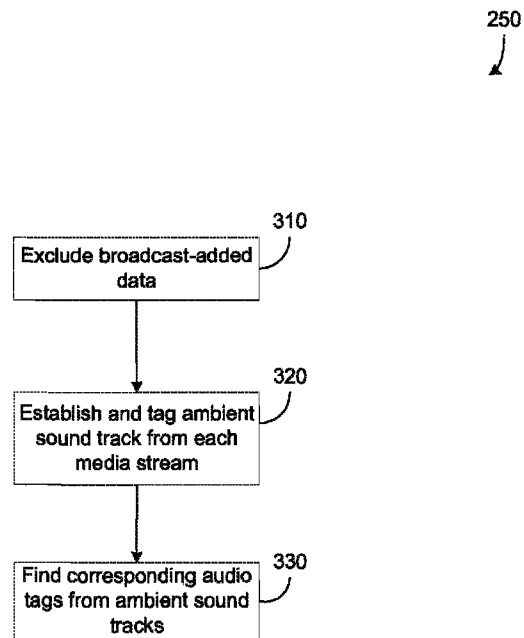 250
310
Exclude broadcast-added
data
320
Establish and tag ambient
sound track from each
media stream
330
Find corresponding audio
tags from ambient sound
tracks